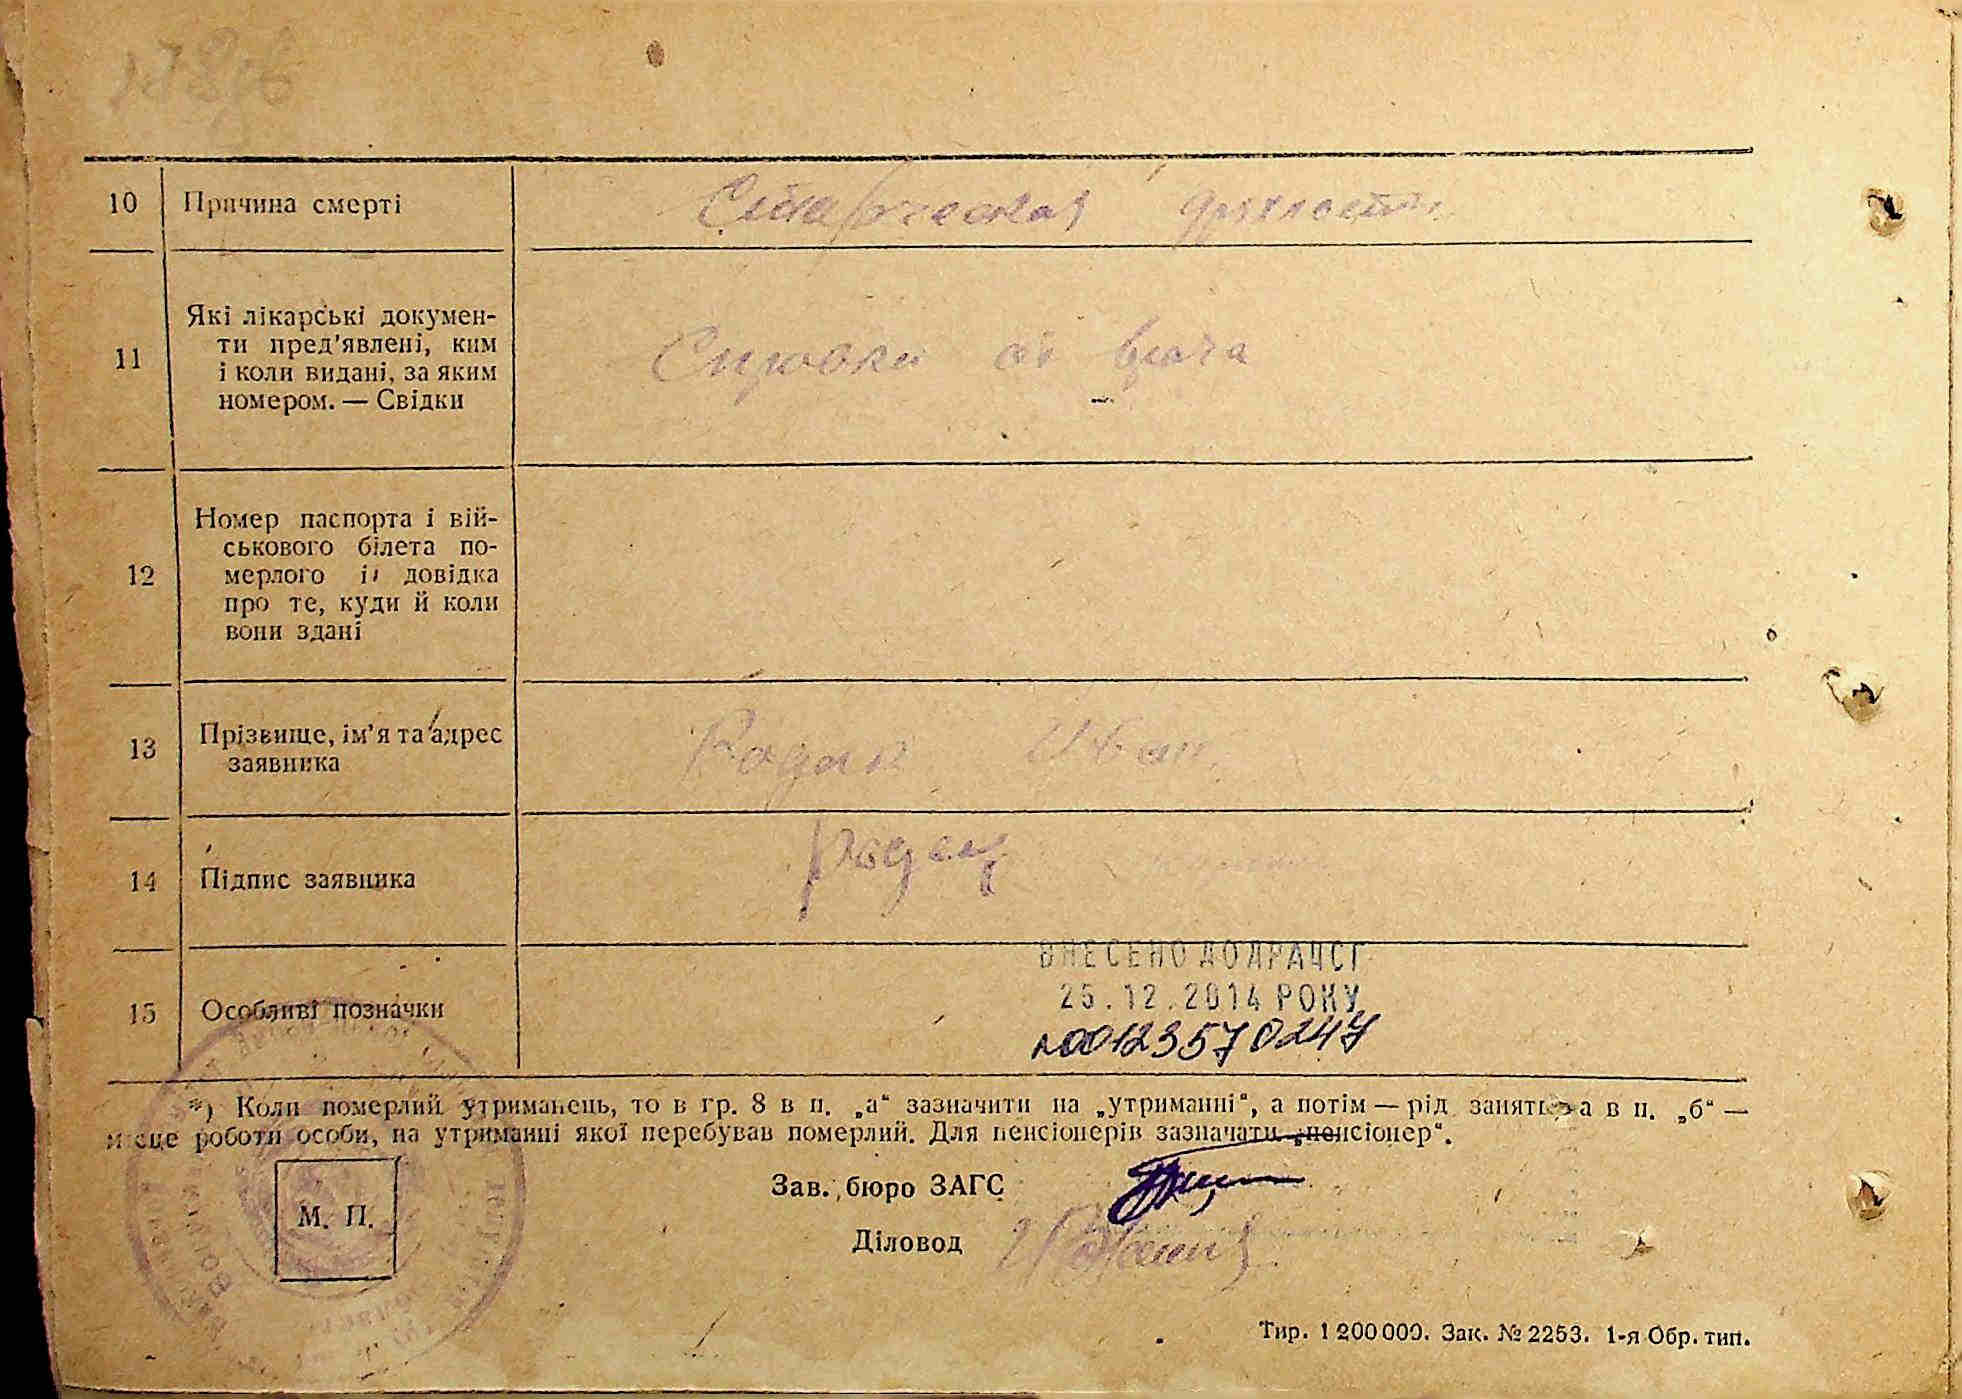 10 Причина смерті
дряхлость
11 Які лікарські докумен-
ти пред'явлені, ким
і коли видані, за яким
номером. — Свідки
Справка от врача
12 Номер паспорта і вій-
ськового білета по-
мерлого і довідка
про те, куди й коли
вони здані
13 Прізвище, ім'я та адрес
заявника
Родан Иван
14 Підпис заявника
15 Особливі позначки
ВНЕСЕНО ДО ДРАЦСГ
25.12.2014 РОКУ
00123570247
*) Коли померлий утриманець, то в гр. 8 в п. „а“ зазначити на „утриманні“, а потім — рід занять, а в п. „б“ —
місце роботи особи, на утриманні якої перебував померлий. Для пенсіонерів зазначати „пенсіонер“.
М. П.
Зав. бюро ЗАГС
Діловод
Тир. 1 200 000. Зак. № 2253. 1-я Обр. тип.